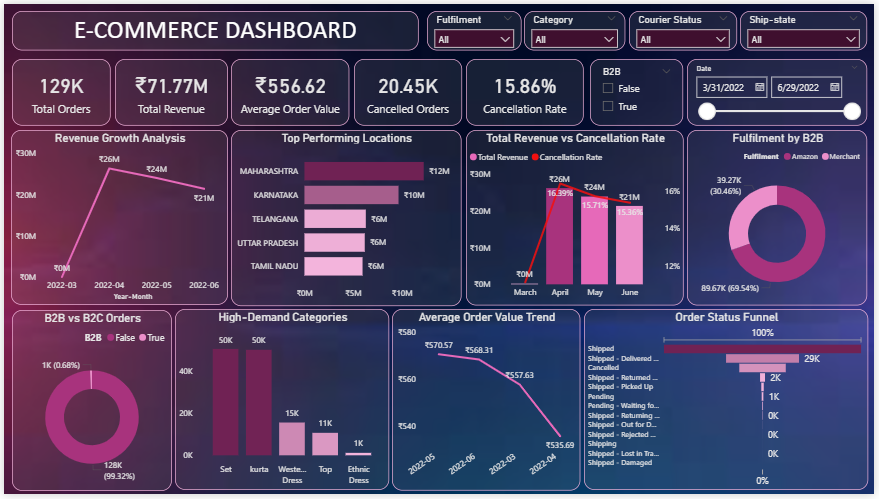 E-COMMERCE DASHBOARD
Fulfilment
All
Category
All
Courier Status
All
Ship-state
All
129K
Total Orders
₹71.77M
Total Revenue
₹556.62
Average Order Value
20.45K
Cancelled Orders
15.86%
Cancellation Rate
B2B
False
True
Date
3/31/2022
6/29/2022
Revenue Growth Analysis
₹30M
₹20M
₹10M
₹0M
₹0M
₹26M
₹24M
₹21M
2022-03 2022-04 2022-05 2022-06
Year-Month
Top Performing Locations
MAHARASHTRA ₹12M
KARNATAKA ₹10M
TELANGANA ₹6M
UTTAR PRADESH ₹6M
TAMIL NADU ₹6M
₹0M ₹5M ₹10M
Total Revenue vs Cancellation Rate
Total Revenue Cancellation Rate
₹30M
₹20M
₹10M
₹0M
₹0M
₹26M
16.39%
₹24M
15.71%
₹21M
15.36%
16%
14%
12%
March April May June
Fulfilment by B2B
Fulfilment Amazon Merchant
39.27K
(30.46%)
89.67K (69.54%)
B2B vs B2C Orders
B2B False True
1K (0.68%)
128K
(99.32%)
High-Demand Categories
40K
20K
0K
50K
50K
15K
11K
1K
Set kurta Weste... Top Ethnic
Dress Dress
Average Order Value Trend
₹580
₹560
₹540
₹570.57
₹568.31
₹557.63
₹535.69
2022-05 2022-06 2022-03 2022-04
Order Status Funnel
100%
Shipped
Shipped - Delivered ... 29K
Cancelled
Shipped - Returned ... 2K
Shipped - Picked Up
Pending 1K
Pending - Waiting fo...
Shipped - Returning ... 0K
Shipped - Out for D...
Shipped - Rejected ... 0K
Shipping
Shipped - Lost in Tra... 0K
Shipped - Damaged
0%